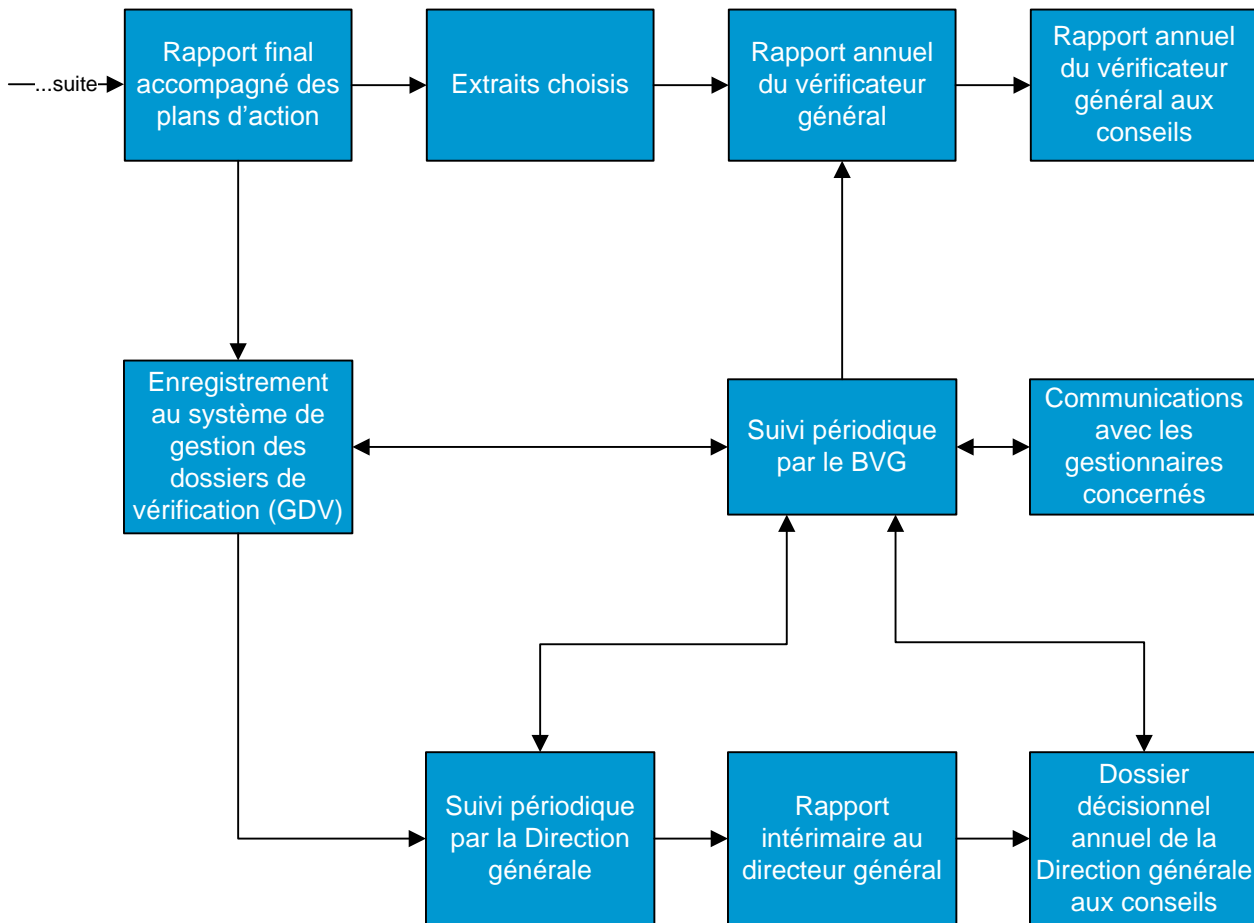 ...suite
Rapport final
accompagné des
plans d'action
Extraits choisis
Rapport annuel
du vérificateur
général
Rapport annuel
du vérificateur
général aux
conseils
Enregistrement
au système de
gestion des
dossiers de
vérification (GDV)
Suivi périodique
par le BVG
Communications
avec les
gestionnaires
concernés
Suivi périodique
par la Direction
générale
Rapport
intérimaire au
directeur général
Dossier
décisionnel
annuel de la
Direction générale
aux conseils